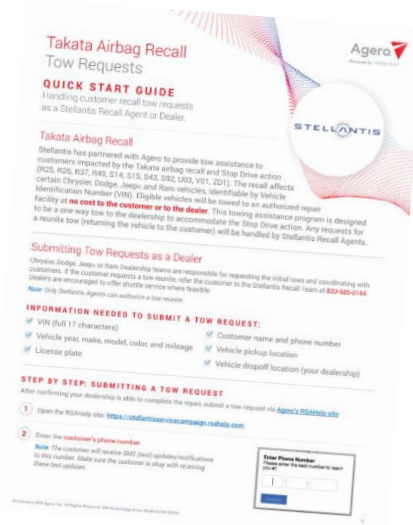 Takata Airbag Recall
Tow Requests
Agero
QUICK START GUIDE
Handling customer recall tow requests
as a Stellantis Recall Agent or Dealer.
STELLANTIS
Takata Airbag Recall
Stellantis has partnered with Agero to provide tow assistance to
customers impacted by the Takata airbag recall and Stop Drive action
(R25, R26, R37, R49, S14, S15, S43, S92, U03, V01, ZD1). The recall affects
certain Chrysler, Dodge, Jeep® and Ram vehicles, identifiable by Vehicle
Identification Number (VIN). Eligible vehicles will be towed to an authorized repair
facility at no cost to the customer or to the dealer. This towing assistance program is designed
to be a one way tow to the dealership to accommodate the Stop Drive action. Any requests for
a reunite tow (returning the vehicle to the customer) will be handled by Stellantis Recall Agents.
Submitting Tow Requests as a Dealer
Chrysler, Dodge, Jeep® or Ram Dealership teams are responsible for requesting the initial tows and coordinating with
customers. If the customer requests a tow reunite, refer the customer to the Stellantis Recall Team at
Dealers are encouraged to offer shuttle service where feasible.
Note: Only Stellantis Agents can authorize a tow reunite.
INFORMATION NEEDED TO SUBMIT A TOW REQUEST:
VIN (full 17 characters)
Customer name and phone number
Vehicle year, make, model, color, and mileage
Vehicle pickup location
License plate
Vehicle dropoff location (your dealership)
STEP BY STEP: SUBMITTING A TOW REQUEST
After confirming your dealership is able to complete the repair, submit a tow request via Agero's RSAHelp site.
1 Open the RSAHelp site: https://stellantisservicecampaign.rsahelp.com
2 Enter the customer's phone number.
Note: The customer will receive SMS (text) updates/notifications
to this number. Make sure the customer is okay with receiving
these text updates.
Enter Phone Number
Please enter the best number to reach